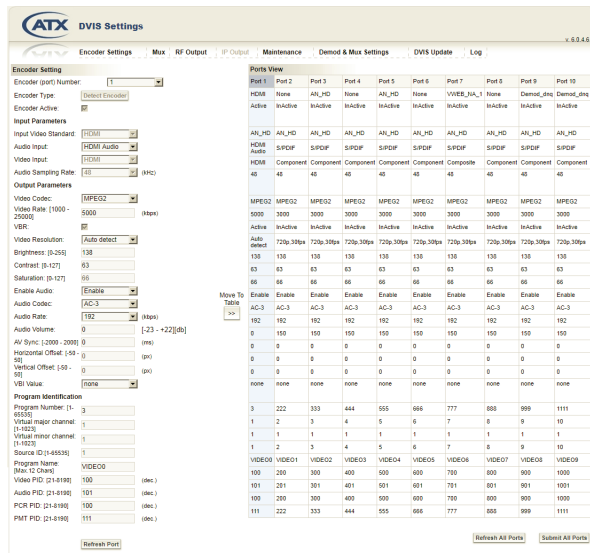 ATX DVIS Settings
v. 6.0.4.6
Encoder Settings Mux RF Output IP Output Maintenance Demod & Mux Settings DVIS Update Log
Encoder Setting
Encoder (port) Number: 1
Encoder Type: Detect Encoder
Encoder Active:
Input Parameters
Input Video Standard: HDMI
Audio Input: HDMI Audio
Video Input: HDMI
Audio Sampling Rate: 48 (kHz)
Output Parameters
Video Codec: MPEG2
Video Rate: [1000 - 25000] 5000 (kbps)
VBR:
Video Resolution: Auto detect
Brightness: [0-255] 138
Contrast: [0-127] 63
Saturation: [0-127] 66
Enable Audio: Enable
Audio Codec: AC-3
Audio Rate: 192 (kbps)
Audio Volume: 0 [-23 - +22][db]
AV Sync: [-2000 - 2000] 0 (ms)
Horizontal Offset: [-50 - 50] 0 (px)
Vertical Offset: [-50 - 50] 0 (px)
VBI Value: none
Program Identification
Program Number: [1-65535] 3
Virtual major channel: [1-1023] 1
Virtual minor channel: [1-1023] 1
Source ID:[1-65535] 1
Program Name: [Max.12 Chars] VIDEO0
Video PID: [21-8190] 100 (dec.)
Audio PID: [21-8190] 101 (dec.)
PCR PID: [21-8190] 100 (dec.)
PMT PID: [21-8190] 111 (dec.)
Refresh Port
Move To Table
>>
Ports View
Port 1 Port 2 Port 3 Port 4 Port 5 Port 6 Port 7 Port 8 Port 9 Port 10
HDMI None AN_HD None AN_HD None VWEB_NA_1 None Demod_dnq Demod_dnq
Active InActive InActive InActive InActive InActive InActive InActive InActive InActive
AN_HD AN_HD AN_HD AN_HD AN_HD AN_HD AN_HD AN_HD AN_HD AN_HD
HDMI Audio S/PDIF S/PDIF S/PDIF S/PDIF S/PDIF S/PDIF S/PDIF S/PDIF S/PDIF
HDMI Component Component Component Component Component Composite Component Component Component
48 48 48 48 48 48 48 48 48 48
MPEG2 MPEG2 MPEG2 MPEG2 MPEG2 MPEG2 MPEG2 MPEG2 MPEG2 MPEG2
5000 3000 3000 3000 3000 3000 3000 3000 3000 3000
Active InActive InActive InActive InActive InActive InActive InActive InActive InActive
Auto detect 720p,30fps 720p,30fps 720p,30fps 720p,30fps 720p,30fps 720p,30fps 720p,30fps 720p,30fps 720p,30fps
138 138 138 138 138 138 138 138 138 138
63 63 63 63 63 63 63 63 63 63
66 66 66 66 66 66 66 66 66 66
Enable Enable Enable Enable Enable Enable Enable Enable Enable Enable
AC-3 AC-3 AC-3 AC-3 AC-3 AC-3 AC-3 AC-3 AC-3 AC-3
192 192 192 192 192 192 192 192 192 192
0 150 150 150 150 150 150 150 150 150
0 0 0 0 0 0 0 0 0 0
0 0 0 0 0 0 0 0 0 0
0 0 0 0 0 0 0 0 0 0
none none none none none none none none none none
3 222 333 444 555 666 777 888 999 1111
1 2 3 4 5 6 7 8 9 10
1 1 1 1 1 1 1 1 1 1
1 2 3 4 5 6 7 8 9 10
VIDEO0 VIDEO1 VIDEO2 VIDEO3 VIDEO4 VIDEO5 VIDEO6 VIDEO7 VIDEO8 VIDEO9
100 200 300 400 500 600 700 800 900 1000
101 201 301 401 501 601 701 801 901 1001
100 200 300 400 500 600 700 800 900 1000
111 222 333 444 555 666 777 888 999 1111
Refresh All Ports Submit All Ports